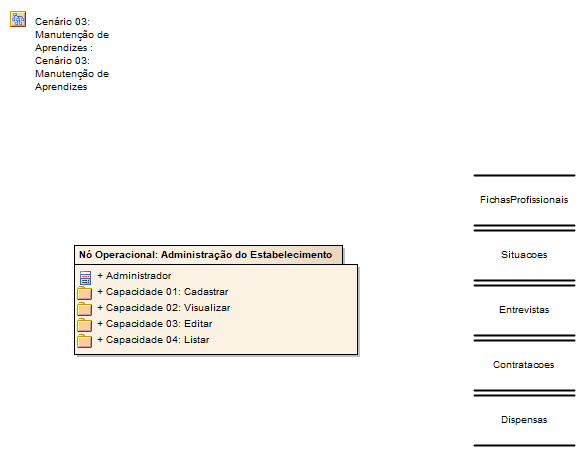 Cenário 03:
Manutenção de
Aprendizes :
Cenário 03:
Manutenção de
Aprendizes
FichasProfissionais
Situacoes
Nó Operacional: Administração do Estabelecimento
+ Administrador
+ Capacidade 01: Cadastrar
+ Capacidade 02: Visualizar
+ Capacidade 03: Editar
+ Capacidade 04: Listar
Entrevistas
Contratacoes
Dispensas